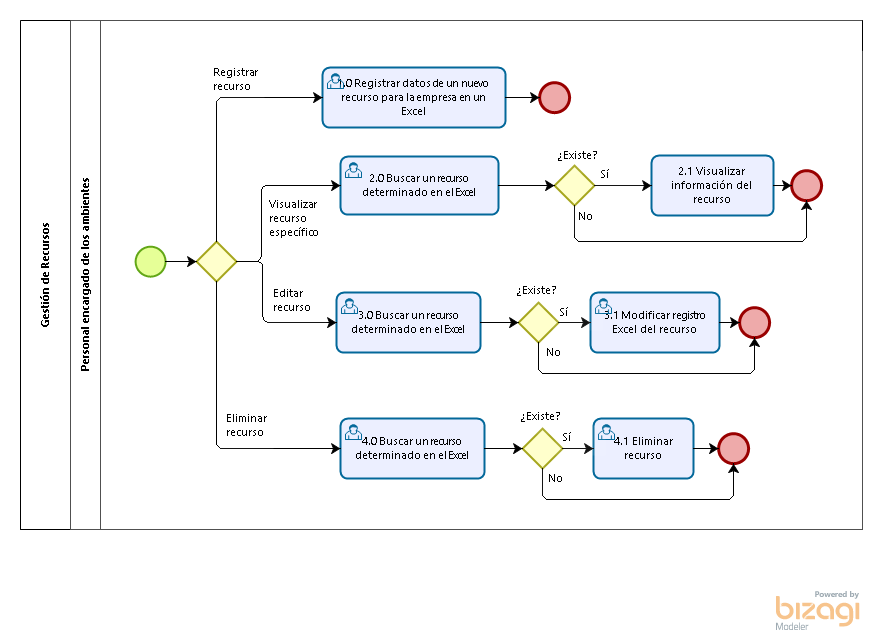 Gestión de Recursos
Personal encargado de los ambientes
Registrar
recurso
1.0 Registrar datos de un nuevo
recurso para la empresa en un
Excel
Visualizar
recurso
específico
2.0 Buscar un recurso
determinado en el Excel
¿Existe?
Sí
No
2.1 Visualizar
información del
recurso
Editar
recurso
3.0 Buscar un recurso
determinado en el Excel
¿Existe?
Sí
No
3.1 Modificar registro
Excel del recurso
Eliminar
recurso
4.0 Buscar un recurso
determinado en el Excel
¿Existe?
Sí
No
4.1 Eliminar
recurso
Powered by
bizagi
Modeler